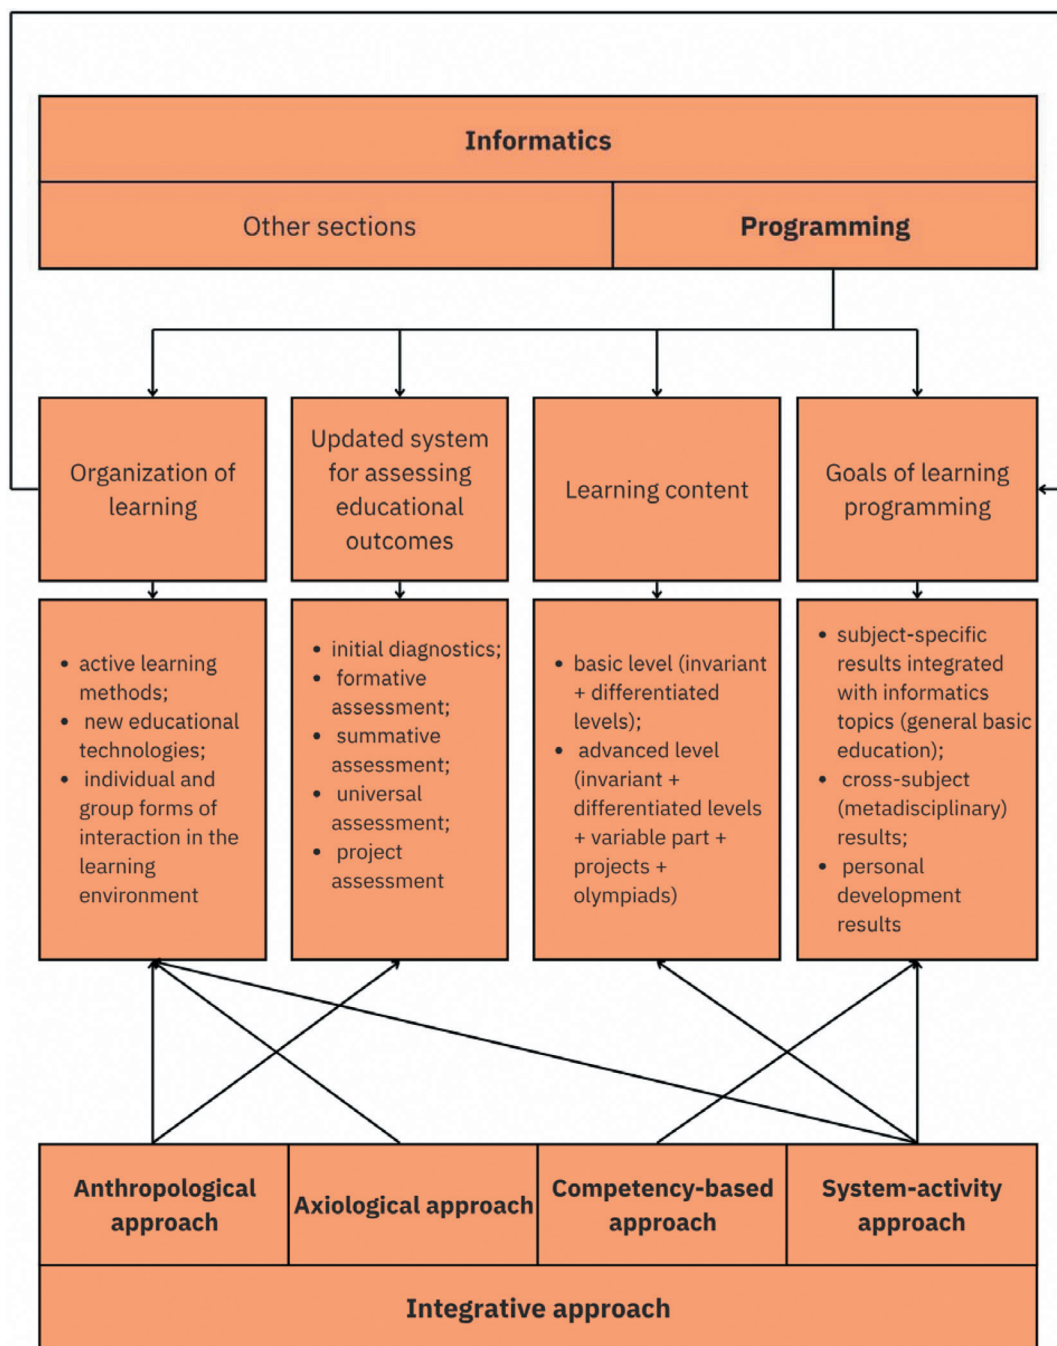 Informatics
Other sections
Programming
Organization of
learning
Updated system
for assessing
educational
outcomes
Learning content
Goals of learning
programming
• active learning
methods;
• new educational
technologies;
• individual and
group forms of
interaction in the
learning
environment
• initial diagnostics;
• formative
assessment;
• summative
assessment;
• universal
assessment;
• project
assessment
• basic level (invariant
+ differentiated
levels);
• advanced level
(invariant +
differentiated levels
+ variable part +
projects +
olympiads)
• subject-specific
results integrated
with informatics
topics (general basic
education);
• cross-subject
(metadisciplinary)
results;
• personal
development
results
Anthropological
approach
Axiological approach
Competency-based
approach
System-activity
approach
Integrative approach